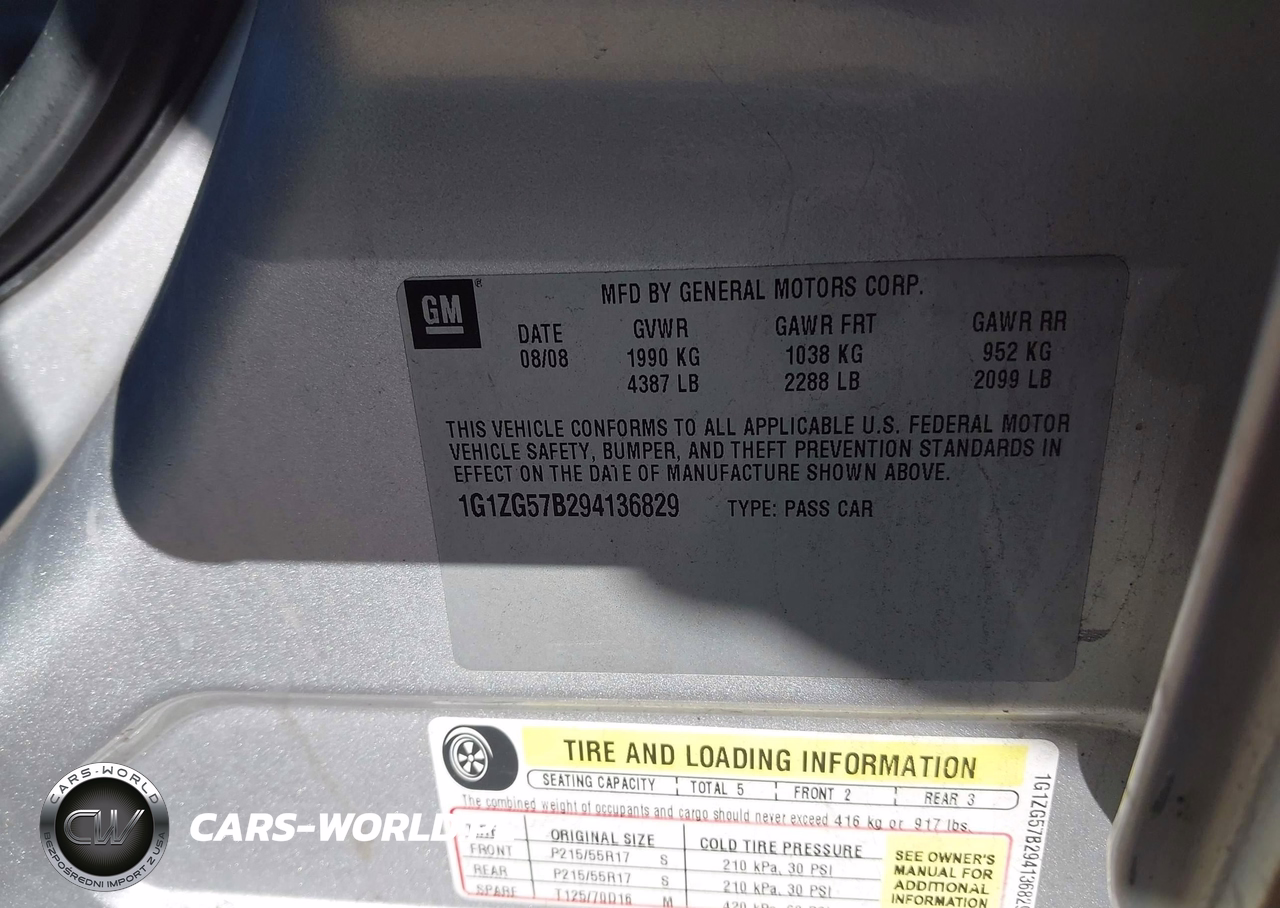 GM ®
MFD BY GENERAL MOTORS CORP.
DATE GVWR GAWR FRT GAWR RR
08/08 1990 KG 1038 KG 952 KG
4387 LB 2288 LB 2099 LB
THIS VEHICLE CONFORMS TO ALL APPLICABLE U.S. FEDERAL MOTOR
VEHICLE SAFETY, BUMPER, AND THEFT PREVENTION STANDARDS IN
EFFECT ON THE DATE OF MANUFACTURE SHOWN ABOVE.
1G1ZG57B294136829 TYPE: PASS CAR
TIRE AND LOADING INFORMATION
SEATING CAPACITY TOTAL 5 FRONT 2 REAR 3
The combined weight of occupants and cargo should never exceed 416 kg or 917 lbs.
ORIGINAL SIZE COLD TIRE PRESSURE
FRONT P215/55R17 S 210 kPa, 30 PSI
REAR P215/55R17 S 210 kPa, 30 PSI
SPARE T125/70D16 M
SEE OWNER'S
MANUAL FOR
ADDITIONAL
INFORMATION
1G1ZG57B294136829
CARS-WORLD
CW
BEZPOŚREDNI IMPORT Z USA
CARS-WORLD